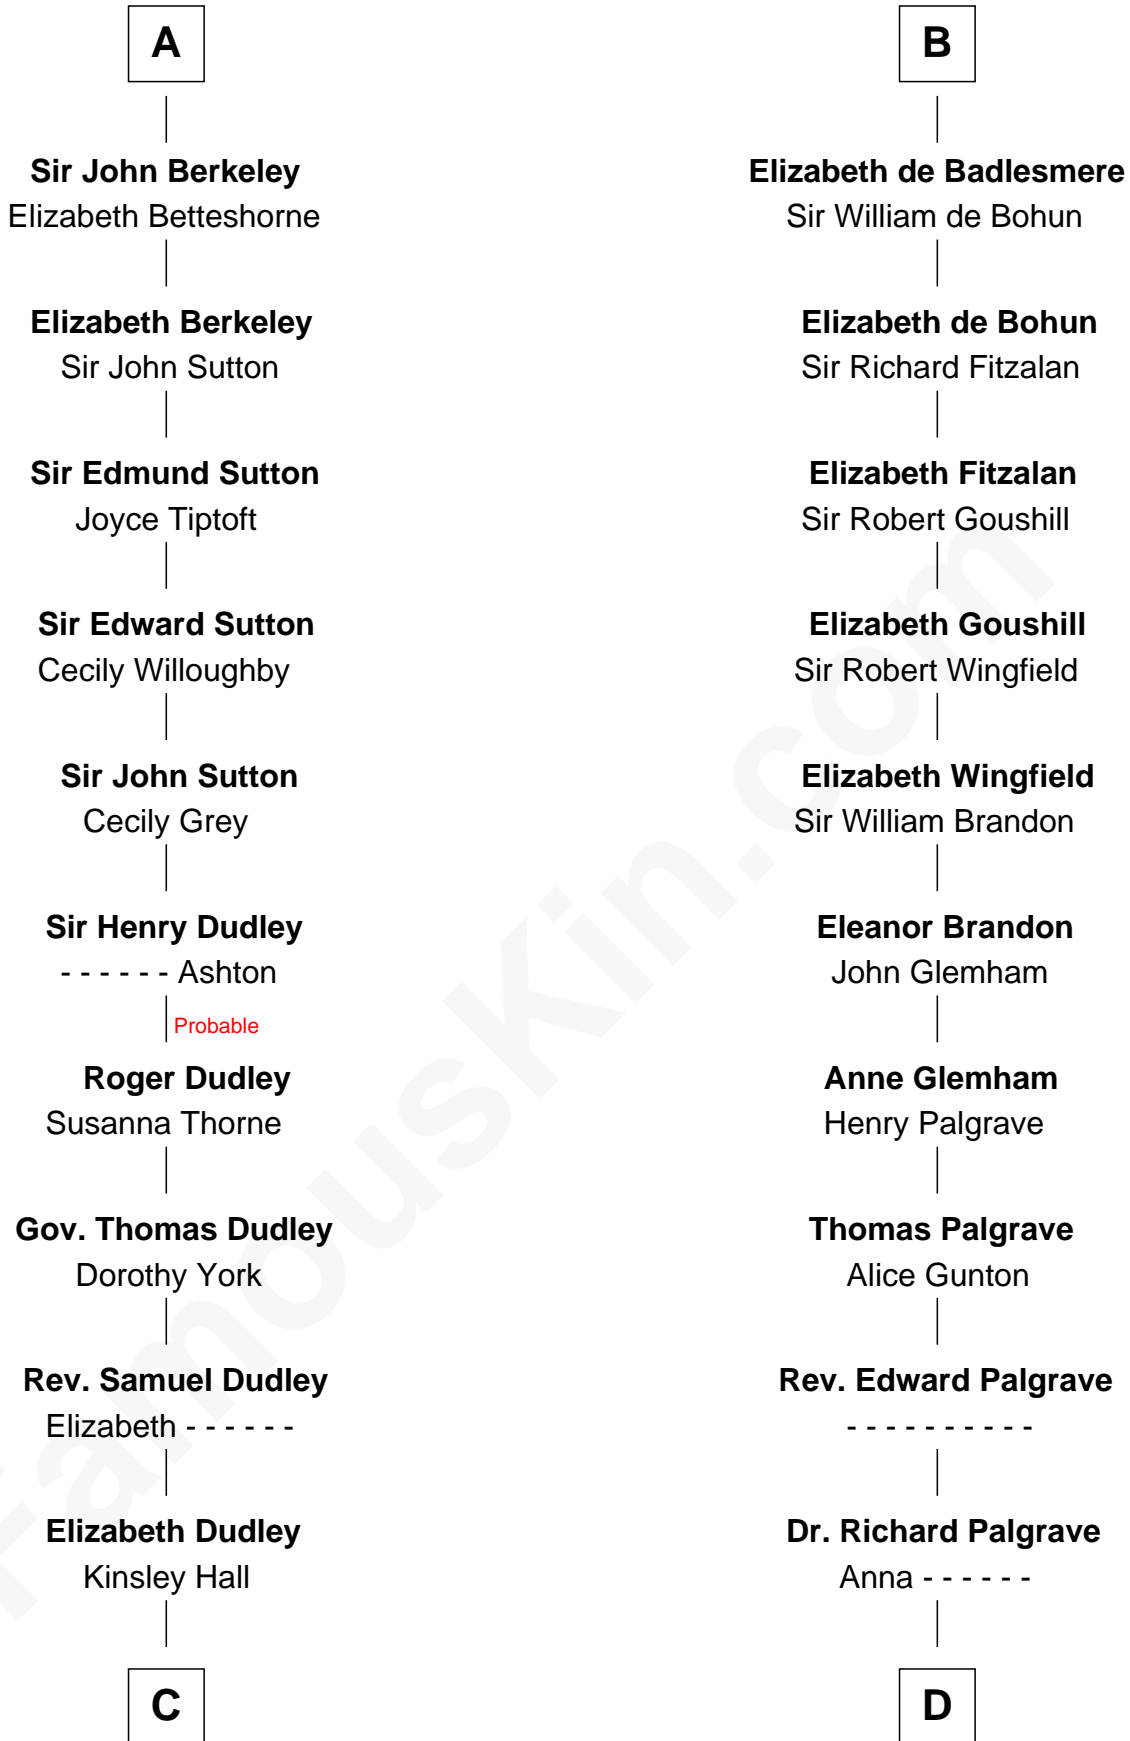 A
Sir John Berkeley
Elizabeth Betteshorne
Elizabeth Berkeley
Sir John Sutton
Sir Edmund Sutton
Joyce Tiptoft
Sir Edward Sutton
Cecily Willoughby
Sir John Sutton
Cecily Grey
Sir Henry Dudley
- - - - - - Ashton
Probable
Roger Dudley
Susanna Thorne
Gov. Thomas Dudley
Dorothy York
Rev. Samuel Dudley
Elizabeth - - - - - -
Elizabeth Dudley
Kinsley Hall
C
B
Elizabeth de Badlesmere
Sir William de Bohun
Elizabeth de Bohun
Sir Richard Fitzalan
Elizabeth Fitzalan
Sir Robert Goushill
Elizabeth Goushill
Sir Robert Wingfield
Elizabeth Wingfield
Sir William Brandon
Eleanor Brandon
John Glemham
Anne Glemham
Henry Palgrave
Thomas Palgrave
Alice Gunton
Rev. Edward Palgrave
- - - - - - - - - -
Dr. Richard Palgrave
Anna - - - - - -
D
FamousKin.com